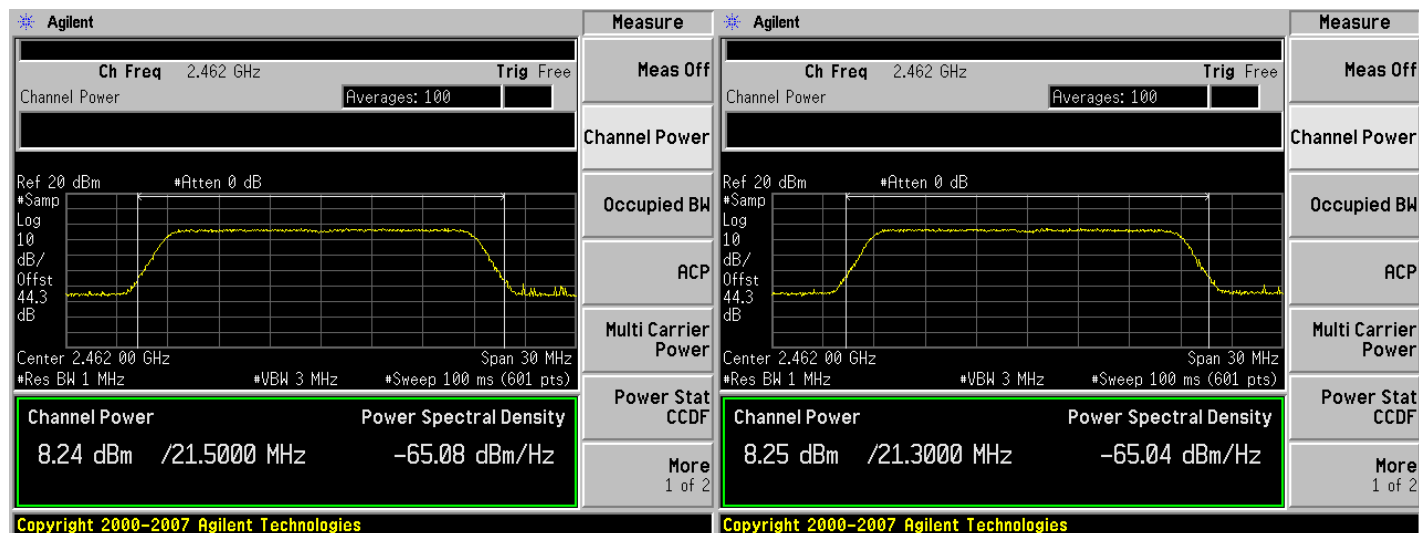 Agilent
Measure
Ch Freq 2.462 GHz Trig Free
Meas Off
Channel Power Averages: 100
Channel Power
Ref 20 dBm #Atten 0 dB
#Samp
Log
10
dB/
Offst
44.3
dB
Occupied BW
ACP
Multi Carrier
Power
Center 2.462 00 GHz Span 30 MHz
#Res BW 1 MHz #VBW 3 MHz #Sweep 100 ms (601 pts)
Power Stat
CCDF
Channel Power Power Spectral Density
8.24 dBm /21.5000 MHz -65.08 dBm/Hz
More
1 of 2
Copyright 2000-2007 Agilent Technologies
Agilent
Measure
Ch Freq 2.462 GHz Trig Free
Meas Off
Channel Power Averages: 100
Channel Power
Ref 20 dBm #Atten 0 dB
#Samp
Log
10
dB/
Offst
44.3
dB
Occupied BW
ACP
Multi Carrier
Power
Center 2.462 00 GHz Span 30 MHz
#Res BW 1 MHz #VBW 3 MHz #Sweep 100 ms (601 pts)
Power Stat
CCDF
Channel Power Power Spectral Density
8.25 dBm /21.3000 MHz -65.04 dBm/Hz
More
1 of 2
Copyright 2000-2007 Agilent Technologies